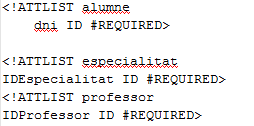 <!ATTLIST alumne
dni ID #REQUIRED>
<!ATTLIST especialitat
IDEspecialitat ID #REQUIRED>
<!ATTLIST professor
IDProfessor ID #REQUIRED>